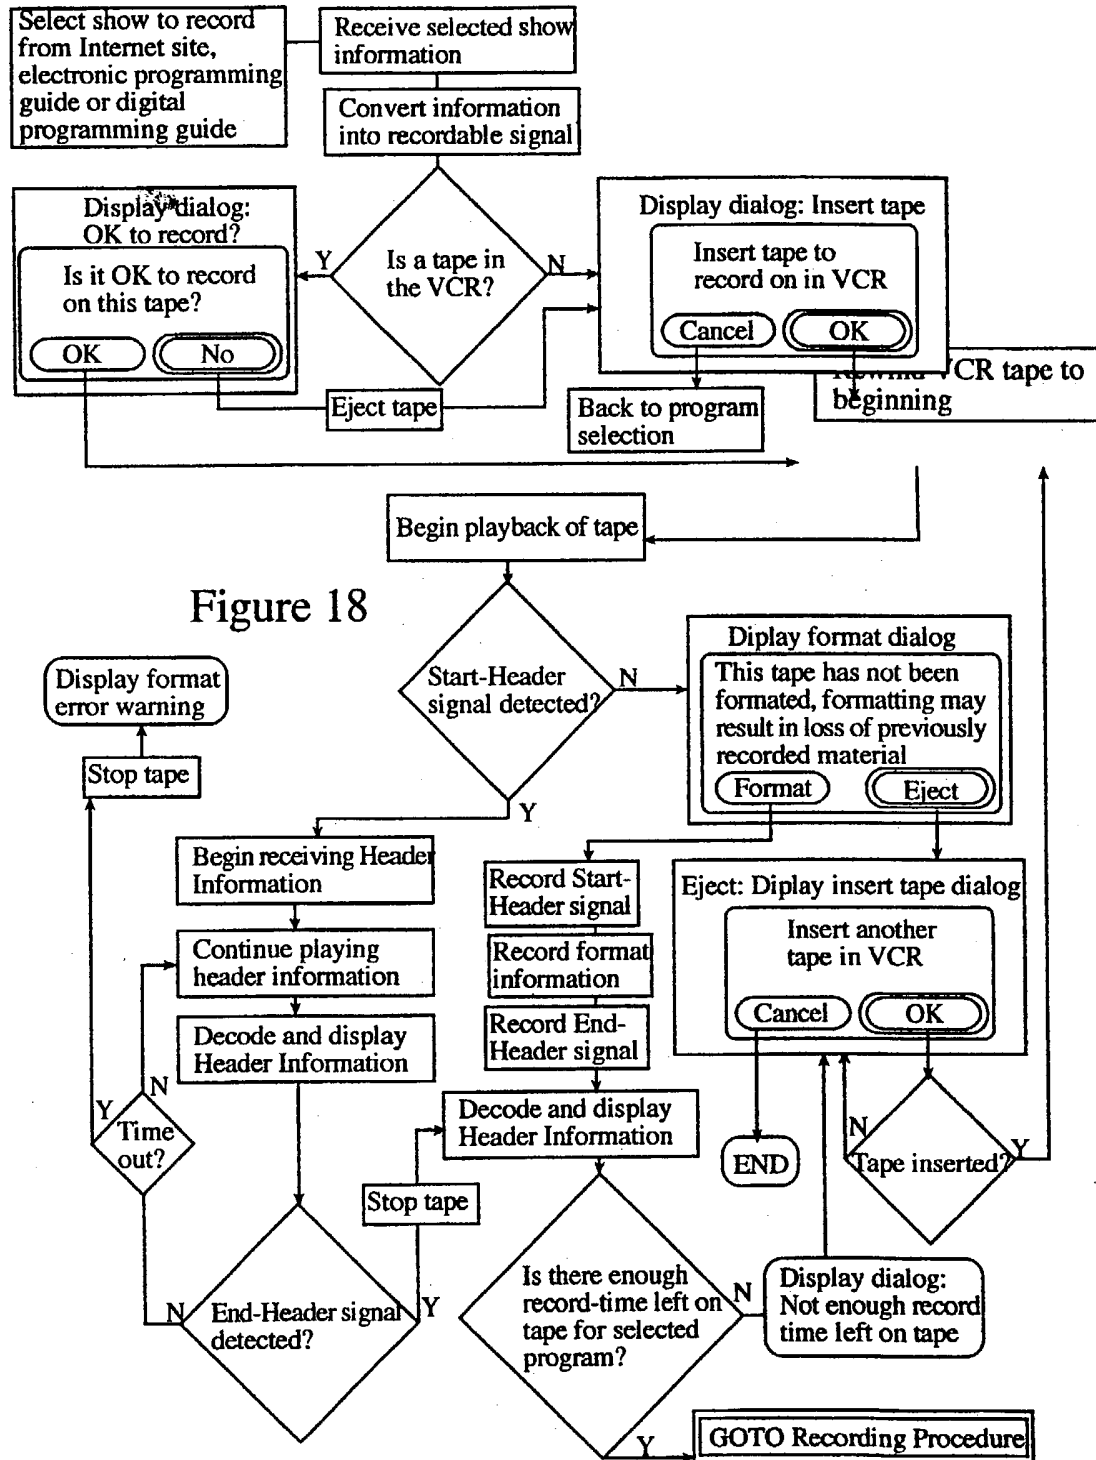 Select show to record
from Internet site,
electronic programming
guide or digital
programming guide
Receive selected show
information
Convert information
into recordable signal
Display dialog:
OK to record?
Is it OK to record
on this tape?
OK
No
Y
Is a tape in
the VCR?
N
Display dialog: Insert tape
Insert tape to
record on in VCR
Cancel
OK
Eject tape
Back to program
selection
VCR tape to
beginning
Begin playback of tape
Figure 18
Start-Header
signal detected?
N
Y
Diplay format dialog
This tape has not been
formated, formatting may
result in loss of previously
recorded material
Format
Eject
Display format
error warning
Stop tape
Begin receiving Header
Information
Continue playing
header information
Decode and display
Header Information
Y
N
Time
out?
N
End-Header signal
detected?
Y
Stop tape
Record Start-
Header signal
Record format
information
Record End-
Header signal
Decode and display
Header Information
Eject: Diplay insert tape dialog
Insert another
tape in VCR
Cancel
OK
END
N
Tape inserted?
Y
Is there enough
record-time left on
tape for selected
program?
N
Display dialog:
Not enough record
time left on tape
Y
GOTO Recording Procedure